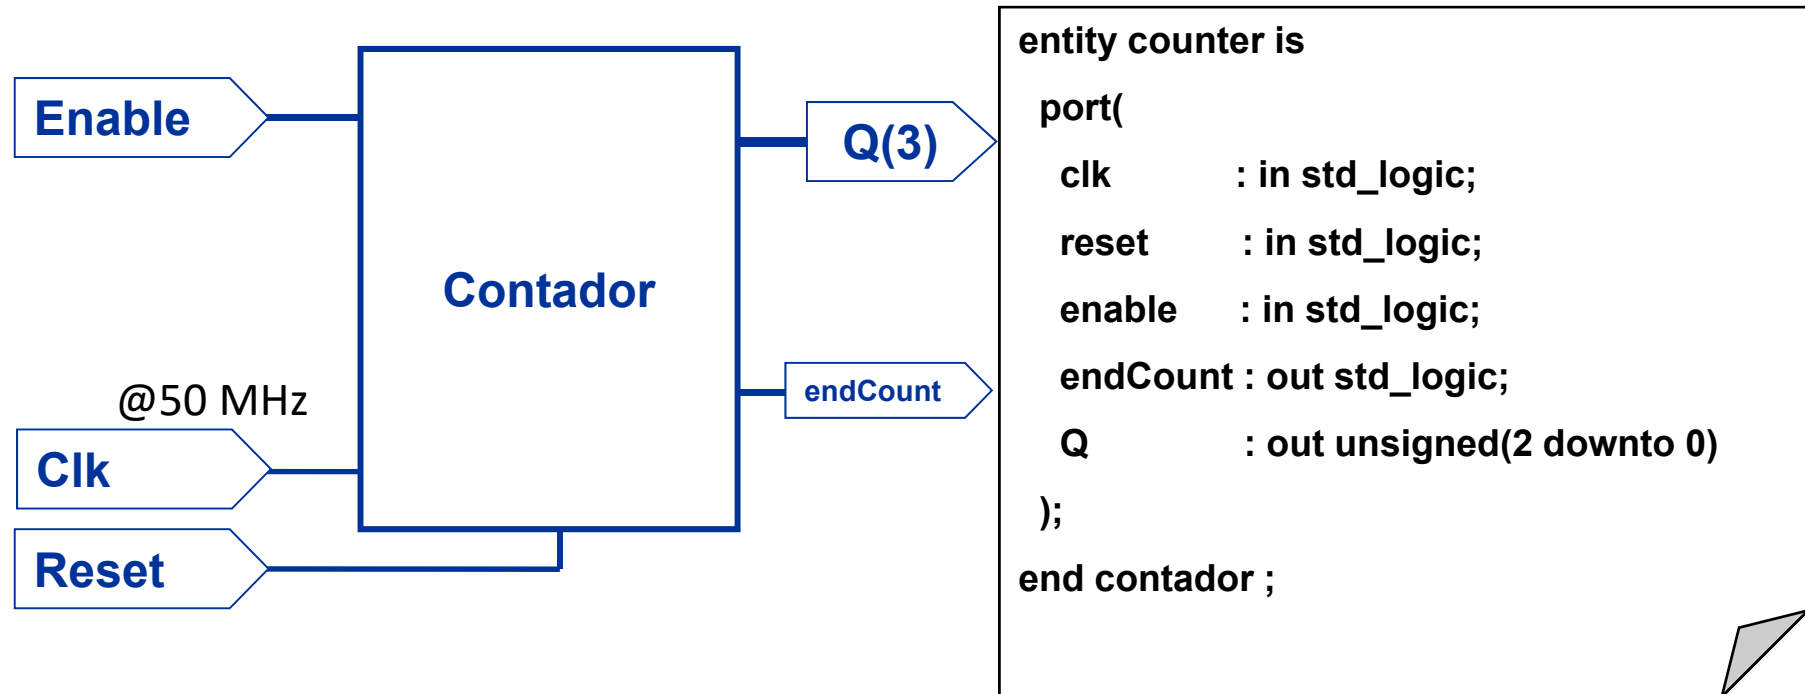 Enable
@50 MHz
Clk
Reset
Contador
Q(3)
endCount
entity counter is
port(
clk : in std_logic;
reset : in std_logic;
enable : in std_logic;
endCount : out std_logic;
Q : out unsigned(2 downto 0)
);
end contador ;